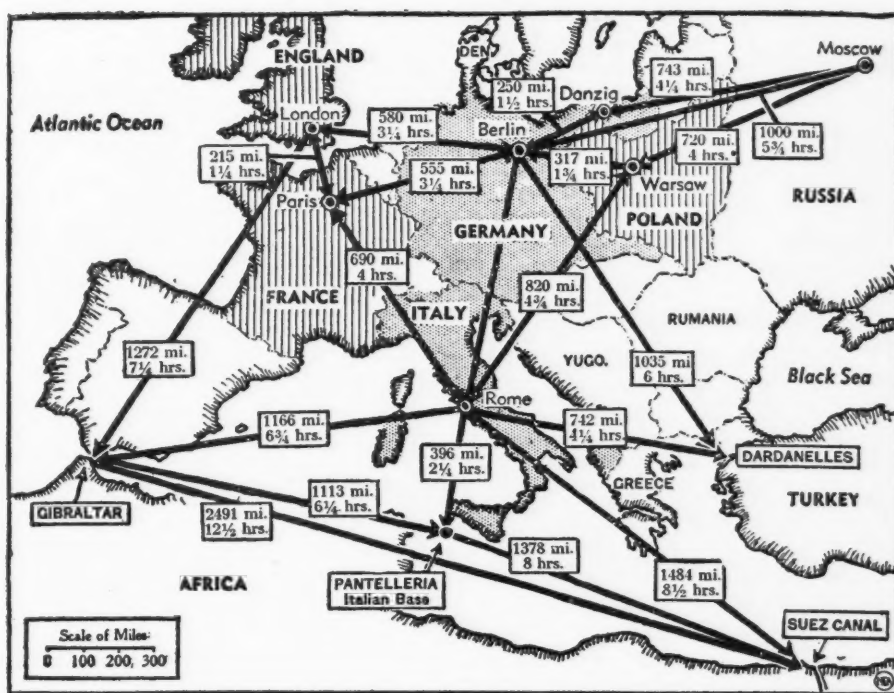 ENGLAND
London
Atlantic Ocean
DEN.
250 mi.
1½ hrs.
Danzig
743 mi.
4¼ hrs.
Moscow
580 mi.
3¼ hrs.
Berlin
215 mi.
1¼ hrs.
555 mi.
3¼ hrs.
317 mi.
1¾ hrs.
720 mi.
4 hrs.
1000 mi.
5¾ hrs.
Warsaw
Paris
POLAND
RUSSIA
GERMANY
690 mi.
4 hrs.
820 mi.
4¾ hrs.
FRANCE
ITALY
RUMANIA
1272 mi.
7¼ hrs.
YUGO.
1035 mi.
6 hrs.
Black Sea
1166 mi.
6¾ hrs.
Rome
742 mi.
4¼ hrs.
DARDANELLES
396 mi.
2¼ hrs.
GREECE
TURKEY
GIBRALTAR
2491 mi.
12½ hrs.
1113 mi.
6¼ hrs.
1378 mi.
8 hrs.
1484 mi.
8½ hrs.
AFRICA
PANTELLERIA
Italian Base
SUEZ CANAL
Scale of Miles:
0 100 200, 300